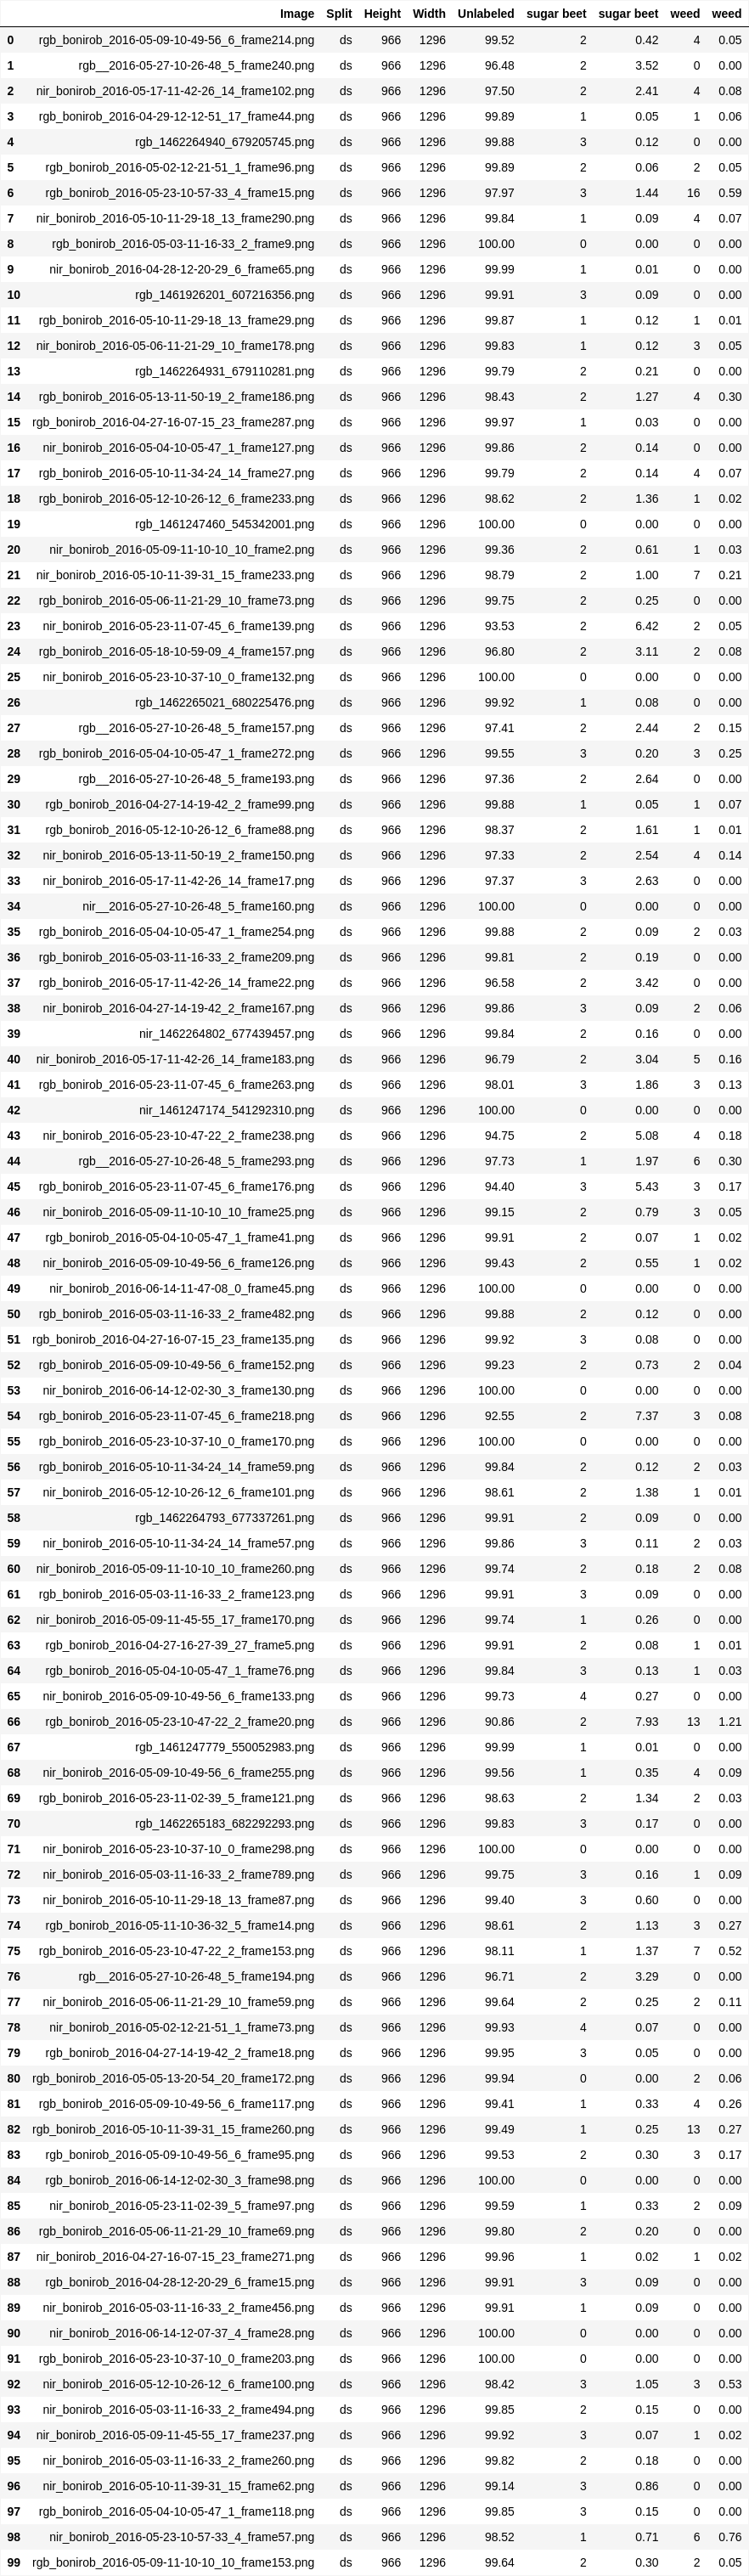 Image Split Height Width Unlabeled sugar beet sugar beet weed weed
0 rgb_bonirob_2016-05-09-10-49-56_6_frame214.png ds 966 1296 99.52 2 0.42 4 0.05
1 rgb__2016-05-27-10-26-48_5_frame240.png ds 966 1296 96.48 2 3.52 0 0.00
2 nir_bonirob_2016-05-17-11-42-26_14_frame102.png ds 966 1296 97.50 2 2.41 4 0.08
3 rgb_bonirob_2016-04-29-12-12-51_17_frame44.png ds 966 1296 99.89 1 0.05 1 0.06
4 rgb_1462264940_679205745.png ds 966 1296 99.88 3 0.12 0 0.00
5 rgb_bonirob_2016-05-02-12-21-51_1_frame96.png ds 966 1296 99.89 2 0.06 2 0.05
6 rgb_bonirob_2016-05-23-10-57-33_4_frame15.png ds 966 1296 97.97 3 1.44 16 0.59
7 nir_bonirob_2016-05-10-11-29-18_13_frame290.png ds 966 1296 99.84 1 0.09 4 0.07
8 rgb_bonirob_2016-05-03-11-16-33_2_frame9.png ds 966 1296 100.00 0 0.00 0 0.00
9 nir_bonirob_2016-04-28-12-20-29_6_frame65.png ds 966 1296 99.99 1 0.01 0 0.00
10 rgb_1461926201_607216356.png ds 966 1296 99.91 3 0.09 0 0.00
11 rgb_bonirob_2016-05-10-11-29-18_13_frame29.png ds 966 1296 99.87 1 0.12 1 0.01
12 nir_bonirob_2016-05-06-11-21-29_10_frame178.png ds 966 1296 99.83 1 0.12 3 0.05
13 rgb_1462264931_679110281.png ds 966 1296 99.79 2 0.21 0 0.00
14 rgb_bonirob_2016-05-13-11-50-19_2_frame186.png ds 966 1296 98.43 2 1.27 4 0.30
15 rgb_bonirob_2016-04-27-16-07-15_23_frame287.png ds 966 1296 99.97 1 0.03 0 0.00
16 nir_bonirob_2016-05-04-10-05-47_1_frame127.png ds 966 1296 99.86 2 0.14 0 0.00
17 rgb_bonirob_2016-05-10-11-34-24_14_frame27.png ds 966 1296 99.79 2 0.14 4 0.07
18 rgb_bonirob_2016-05-12-10-26-12_6_frame233.png ds 966 1296 98.62 2 1.36 1 0.02
19 rgb_1461247460_545342001.png ds 966 1296 100.00 0 0.00 0 0.00
20 nir_bonirob_2016-05-09-11-10-10_10_frame2.png ds 966 1296 99.36 2 0.61 1 0.03
21 nir_bonirob_2016-05-10-11-39-31_15_frame233.png ds 966 1296 98.79 2 1.00 7 0.21
22 rgb_bonirob_2016-05-06-11-21-29_10_frame73.png ds 966 1296 99.75 2 0.25 0 0.00
23 nir_bonirob_2016-05-23-11-07-45_6_frame139.png ds 966 1296 93.53 2 6.42 2 0.05
24 rgb_bonirob_2016-05-18-10-59-09_4_frame157.png ds 966 1296 96.80 2 3.11 2 0.08
25 nir_bonirob_2016-05-23-10-37-10_0_frame132.png ds 966 1296 100.00 0 0.00 0 0.00
26 rgb_1462265021_680225476.png ds 966 1296 99.92 1 0.08 0 0.00
27 rgb__2016-05-27-10-26-48_5_frame157.png ds 966 1296 97.41 2 2.44 2 0.15
28 rgb_bonirob_2016-05-04-10-05-47_1_frame272.png ds 966 1296 99.55 3 0.20 3 0.25
29 rgb__2016-05-27-10-26-48_5_frame193.png ds 966 1296 97.36 2 2.64 0 0.00
30 rgb_bonirob_2016-04-27-14-19-42_2_frame99.png ds 966 1296 99.88 1 0.05 1 0.07
31 rgb_bonirob_2016-05-12-10-26-12_6_frame88.png ds 966 1296 98.37 2 1.61 1 0.01
32 nir_bonirob_2016-05-13-11-50-19_2_frame150.png ds 966 1296 97.33 2 2.54 4 0.14
33 nir_bonirob_2016-05-17-11-42-26_14_frame17.png ds 966 1296 97.37 3 2.63 0 0.00
34 nir__2016-05-27-10-26-48_5_frame160.png ds 966 1296 100.00 0 0.00 0 0.00
35 rgb_bonirob_2016-05-04-10-05-47_1_frame254.png ds 966 1296 99.88 2 0.09 2 0.03
36 rgb_bonirob_2016-05-03-11-16-33_2_frame209.png ds 966 1296 99.81 2 0.19 0 0.00
37 rgb_bonirob_2016-05-17-11-42-26_14_frame22.png ds 966 1296 96.58 2 3.42 0 0.00
38 nir_bonirob_2016-04-27-14-19-42_2_frame167.png ds 966 1296 99.86 3 0.09 2 0.06
39 nir_1462264802_677439457.png ds 966 1296 99.84 2 0.16 0 0.00
40 nir_bonirob_2016-05-17-11-42-26_14_frame183.png ds 966 1296 96.79 2 3.04 5 0.16
41 rgb_bonirob_2016-05-23-11-07-45_6_frame263.png ds 966 1296 98.01 3 1.86 3 0.13
42 nir_1461247174_541292310.png ds 966 1296 100.00 0 0.00 0 0.00
43 nir_bonirob_2016-05-23-10-47-22_2_frame238.png ds 966 1296 94.75 2 5.08 4 0.18
44 rgb__2016-05-27-10-26-48_5_frame293.png ds 966 1296 97.73 1 1.97 6 0.30
45 rgb_bonirob_2016-05-23-11-07-45_6_frame176.png ds 966 1296 94.40 3 5.43 3 0.17
46 nir_bonirob_2016-05-09-11-10-10_10_frame25.png ds 966 1296 99.15 2 0.79 3 0.05
47 rgb_bonirob_2016-05-04-10-05-47_1_frame41.png ds 966 1296 99.91 2 0.07 1 0.02
48 nir_bonirob_2016-05-09-10-49-56_6_frame126.png ds 966 1296 99.43 2 0.55 1 0.02
49 nir_bonirob_2016-06-14-11-47-08_0_frame45.png ds 966 1296 100.00 0 0.00 0 0.00
50 rgb_bonirob_2016-05-03-11-16-33_2_frame482.png ds 966 1296 99.88 2 0.12 0 0.00
51 rgb_bonirob_2016-04-27-16-07-15_23_frame135.png ds 966 1296 99.92 3 0.08 0 0.00
52 rgb_bonirob_2016-05-09-10-49-56_6_frame152.png ds 966 1296 99.23 2 0.73 2 0.04
53 nir_bonirob_2016-06-14-12-02-30_3_frame130.png ds 966 1296 100.00 0 0.00 0 0.00
54 rgb_bonirob_2016-05-23-11-07-45_6_frame218.png ds 966 1296 92.55 2 7.37 3 0.08
55 rgb_bonirob_2016-05-23-10-37-10_0_frame170.png ds 966 1296 100.00 0 0.00 0 0.00
56 rgb_bonirob_2016-05-10-11-34-24_14_frame59.png ds 966 1296 99.84 2 0.12 2 0.03
57 nir_bonirob_2016-05-12-10-26-12_6_frame101.png ds 966 1296 98.61 2 1.38 1 0.01
58 rgb_1462264793_677337261.png ds 966 1296 99.91 2 0.09 0 0.00
59 nir_bonirob_2016-05-10-11-34-24_14_frame57.png ds 966 1296 99.86 3 0.11 2 0.03
60 nir_bonirob_2016-05-09-11-10-10_10_frame260.png ds 966 1296 99.74 2 0.18 2 0.08
61 rgb_bonirob_2016-05-03-11-16-33_2_frame123.png ds 966 1296 99.91 3 0.09 0 0.00
62 nir_bonirob_2016-05-09-11-45-55_17_frame170.png ds 966 1296 99.74 1 0.26 0 0.00
63 rgb_bonirob_2016-04-27-16-27-39_27_frame5.png ds 966 1296 99.91 2 0.08 1 0.01
64 rgb_bonirob_2016-05-04-10-05-47_1_frame76.png ds 966 1296 99.84 3 0.13 1 0.03
65 nir_bonirob_2016-05-09-10-49-56_6_frame133.png ds 966 1296 99.73 4 0.27 0 0.00
66 rgb_bonirob_2016-05-23-10-47-22_2_frame20.png ds 966 1296 90.86 2 7.93 13 1.21
67 rgb_1461247779_550052983.png ds 966 1296 99.99 1 0.01 0 0.00
68 nir_bonirob_2016-05-09-10-49-56_6_frame255.png ds 966 1296 99.56 1 0.35 4 0.09
69 rgb_bonirob_2016-05-23-11-02-39_5_frame121.png ds 966 1296 98.63 2 1.34 2 0.03
70 rgb_1462265183_682292293.png ds 966 1296 99.83 3 0.17 0 0.00
71 nir_bonirob_2016-05-23-10-37-10_0_frame298.png ds 966 1296 100.00 0 0.00 0 0.00
72 nir_bonirob_2016-05-03-11-16-33_2_frame789.png ds 966 1296 99.75 3 0.16 1 0.09
73 nir_bonirob_2016-05-10-11-29-18_13_frame87.png ds 966 1296 99.40 3 0.60 0 0.00
74 rgb_bonirob_2016-05-11-10-36-32_5_frame14.png ds 966 1296 98.61 2 1.13 3 0.27
75 rgb_bonirob_2016-05-23-10-47-22_2_frame153.png ds 966 1296 98.11 1 1.37 7 0.52
76 rgb__2016-05-27-10-26-48_5_frame194.png ds 966 1296 96.71 2 3.29 0 0.00
77 nir_bonirob_2016-05-06-11-21-29_10_frame59.png ds 966 1296 99.64 2 0.25 2 0.11
78 nir_bonirob_2016-05-02-12-21-51_1_frame73.png ds 966 1296 99.93 4 0.07 0 0.00
79 rgb_bonirob_2016-04-27-14-19-42_2_frame18.png ds 966 1296 99.95 3 0.05 0 0.00
80 rgb_bonirob_2016-05-05-13-20-54_20_frame172.png ds 966 1296 99.94 0 0.00 2 0.06
81 rgb_bonirob_2016-05-09-10-49-56_6_frame117.png ds 966 1296 99.41 1 0.33 4 0.26
82 rgb_bonirob_2016-05-10-11-39-31_15_frame260.png ds 966 1296 99.49 1 0.25 13 0.27
83 rgb_bonirob_2016-05-09-10-49-56_6_frame95.png ds 966 1296 99.53 2 0.30 3 0.17
84 rgb_bonirob_2016-06-14-12-02-30_3_frame98.png ds 966 1296 100.00 0 0.00 0 0.00
85 nir_bonirob_2016-05-23-11-02-39_5_frame97.png ds 966 1296 99.59 1 0.33 2 0.09
86 rgb_bonirob_2016-05-06-11-21-29_10_frame69.png ds 966 1296 99.80 2 0.20 0 0.00
87 nir_bonirob_2016-04-27-16-07-15_23_frame271.png ds 966 1296 99.96 1 0.02 1 0.02
88 rgb_bonirob_2016-04-28-12-20-29_6_frame15.png ds 966 1296 99.91 3 0.09 0 0.00
89 nir_bonirob_2016-05-03-11-16-33_2_frame456.png ds 966 1296 99.91 1 0.09 0 0.00
90 nir_bonirob_2016-06-14-12-07-37_4_frame28.png ds 966 1296 100.00 0 0.00 0 0.00
91 rgb_bonirob_2016-05-23-10-37-10_0_frame203.png ds 966 1296 100.00 0 0.00 0 0.00
92 nir_bonirob_2016-05-12-10-26-12_6_frame100.png ds 966 1296 98.42 3 1.05 3 0.53
93 nir_bonirob_2016-05-03-11-16-33_2_frame494.png ds 966 1296 99.85 2 0.15 0 0.00
94 nir_bonirob_2016-05-09-11-45-55_17_frame237.png ds 966 1296 99.92 3 0.07 1 0.02
95 nir_bonirob_2016-05-03-11-16-33_2_frame260.png ds 966 1296 99.82 2 0.18 0 0.00
96 nir_bonirob_2016-05-10-11-39-31_15_frame62.png ds 966 1296 99.14 3 0.86 0 0.00
97 rgb_bonirob_2016-05-04-10-05-47_1_frame118.png ds 966 1296 99.85 3 0.15 0 0.00
98 nir_bonirob_2016-05-23-10-57-33_4_frame57.png ds 966 1296 98.52 1 0.71 6 0.76
99 rgb_bonirob_2016-05-09-11-10-10_10_frame153.png ds 966 1296 99.64 2 0.30 2 0.05